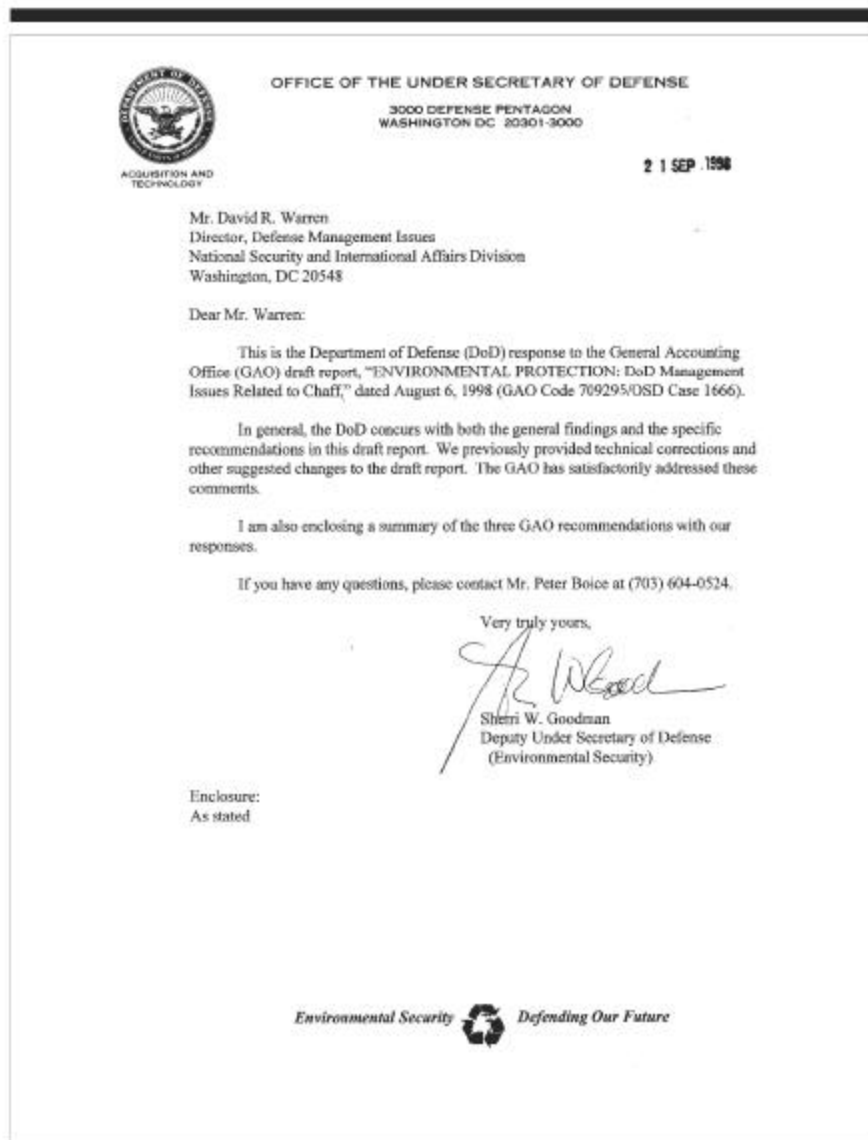 OFFICE OF THE UNDER SECRETARY OF DEFENSE
3000 DEFENSE PENTAGON
WASHINGTON DC 20301-3000
DEPARTMENT OF DEFENSE
ACQUISITION AND
TECHNOLOGY
21 SEP 1998
Mr. David R. Warren
Director, Defense Management Issues
National Security and International Affairs Division
Washington, DC 20548
Dear Mr. Warren:
This is the Department of Defense (DoD) response to the General Accounting
Office (GAO) draft report, “ENVIRONMENTAL PROTECTION: DoD Management
Issues Related to Chaff,” dated August 6, 1998 (GAO Code 709295/OSD Case 1666).
In general, the DoD concurs with both the general findings and the specific
recommendations in this draft report. We previously provided technical corrections and
other suggested changes to the draft report. The GAO has satisfactorily addressed these
comments.
I am also enclosing a summary of the three GAO recommendations with our
responses.
If you have any questions, please contact Mr. Peter Boice at (703) 604-0524.
Very truly yours,
Sherri W. Goodman
Deputy Under Secretary of Defense
(Environmental Security)
Enclosure:
As stated
Environmental Security Defending Our Future